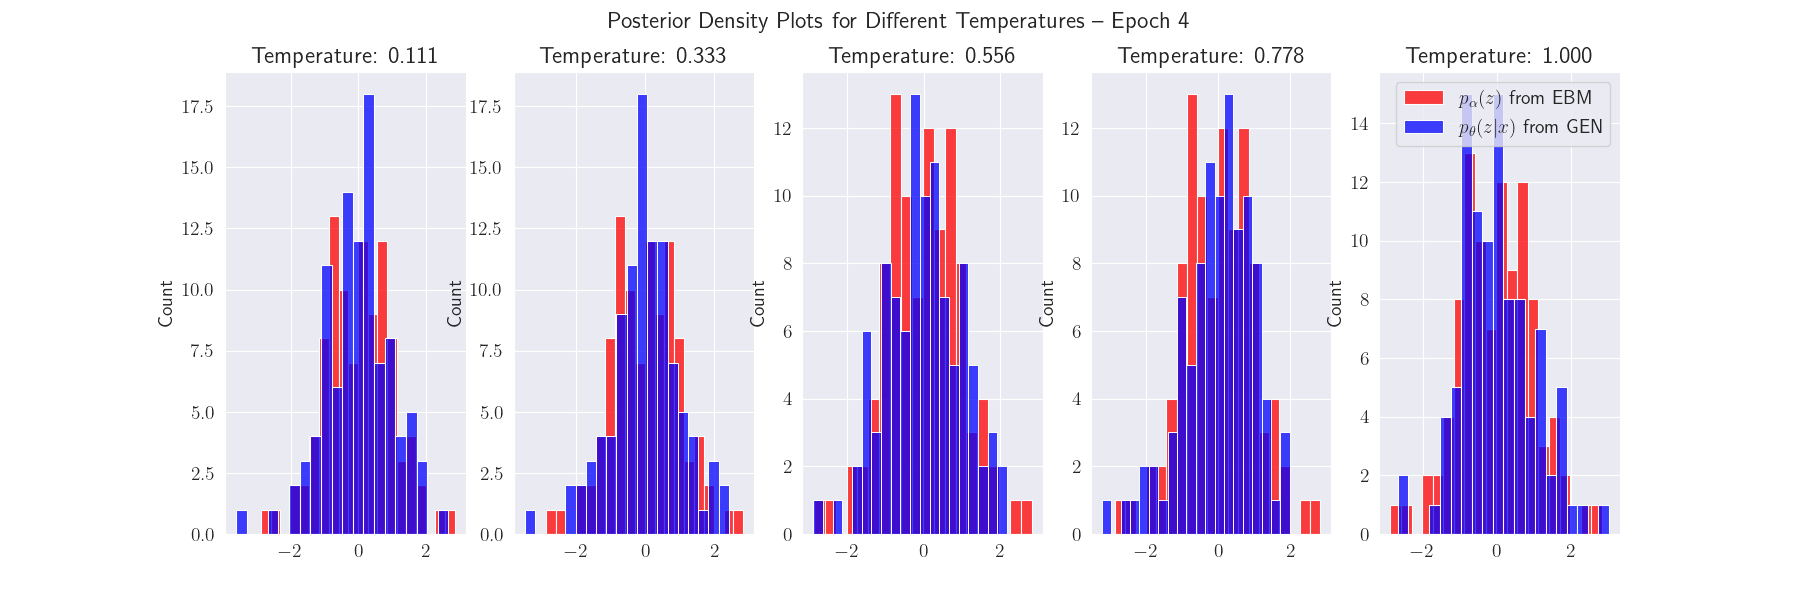 Posterior Density Plots for Different Temperatures – Epoch 4
Temperature: 0.111
Temperature: 0.333
Temperature: 0.556
Temperature: 0.778
Temperature: 1.000
Count
17.5
15.0
12.5
10.0
7.5
5.0
2.5
0.0
−2 0 2
Count
17.5
15.0
12.5
10.0
7.5
5.0
2.5
0.0
−2 0 2
Count
12
10
8
6
4
2
0
−2 0 2
Count
12
10
8
6
4
2
0
−2 0 2
Count
14
12
10
8
6
4
2
0
−2 0 2
pα(z) from EBM
pθ(z|x) from GEN